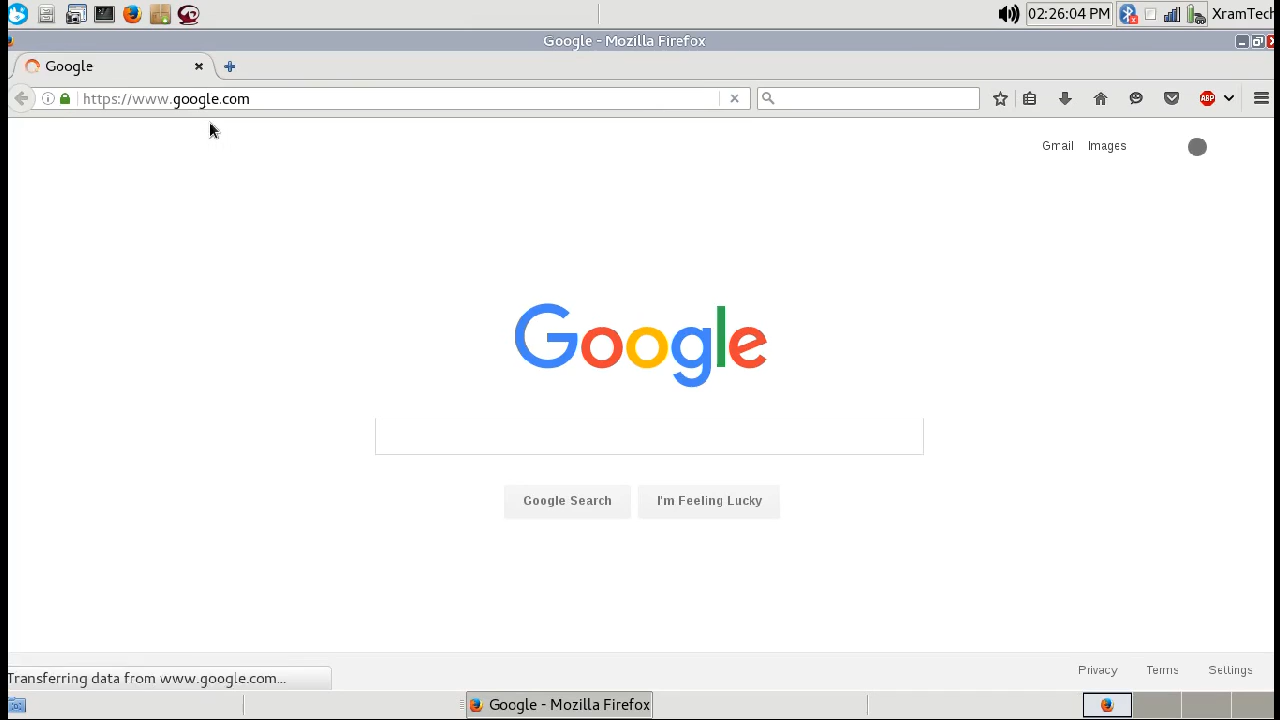 02:26:04 PM XramTech
Google - Mozilla Firefox
Google
https://www.google.com
ABP
Gmail Images
Google
Google Search I'm Feeling Lucky
Privacy Terms Settings
Transferring data from www.google.com...
Google - Mozilla Firefox